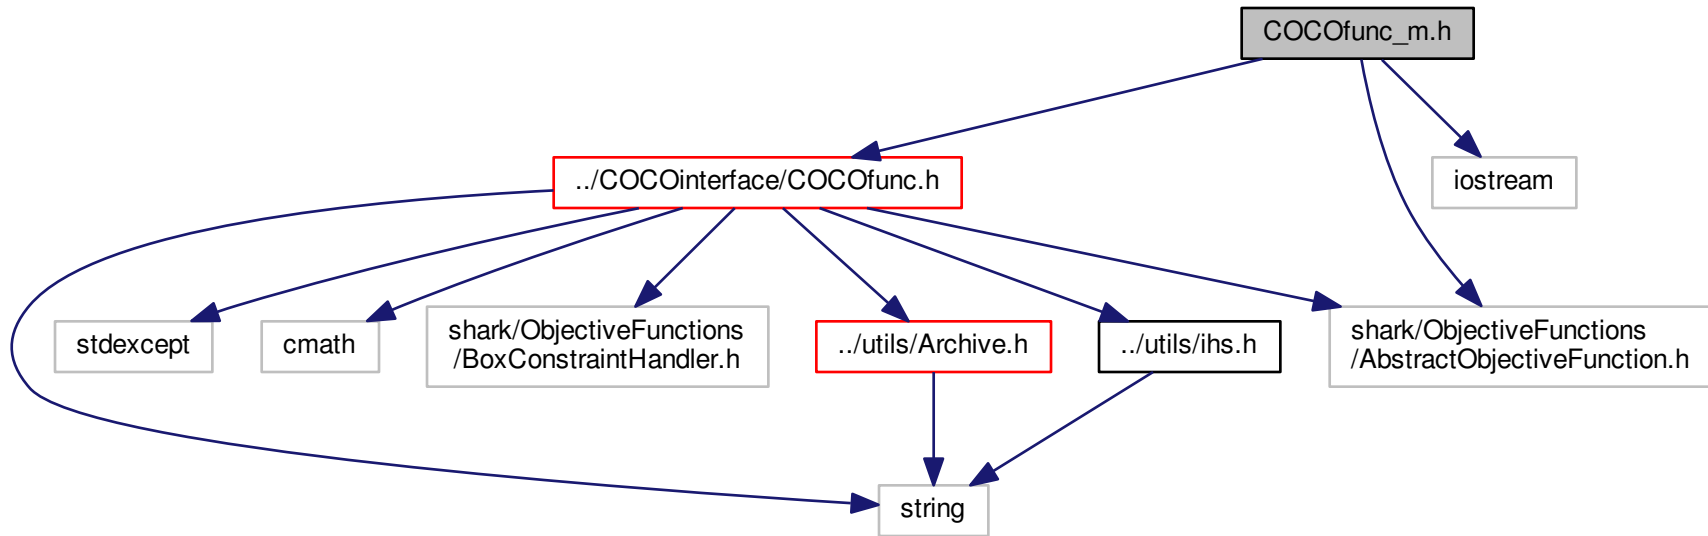 COCOfunc_m.h
../COCOinterface/COCOfunc.h
iostream
stdexcept
cmath
shark/ObjectiveFunctions
/BoxConstraintHandler.h
../utils/Archive.h
../utils/ihs.h
shark/ObjectiveFunctions
/AbstractObjectiveFunction.h
string